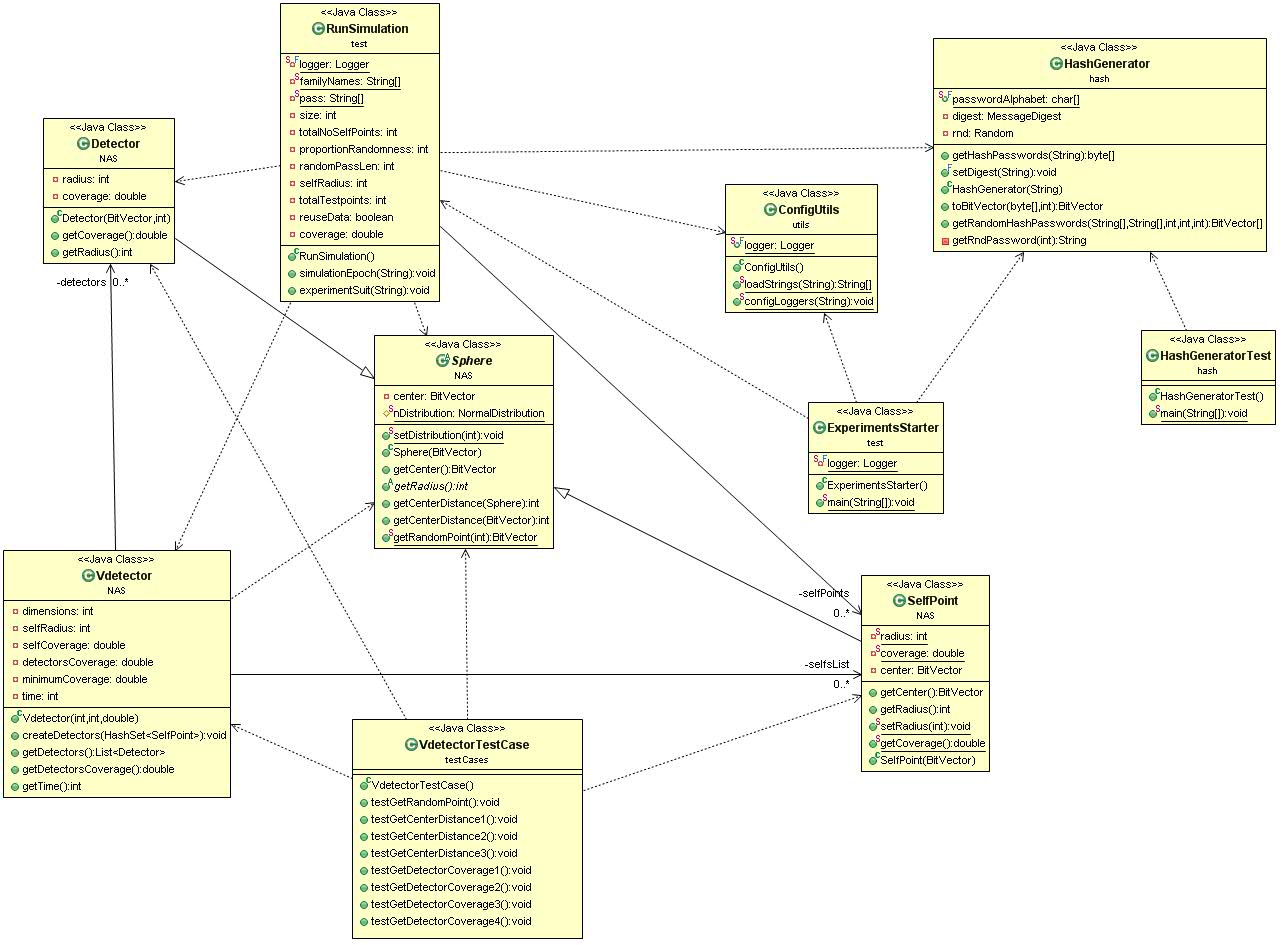 <<Java Class>>
RunSimulation
test
logger: Logger
familyNames: String[]
pass: String[]
size: int
totalNoSelfPoints: int
proportionRandomness: int
randomPassLen: int
selfRadius: int
totalTestpoints: int
reuseData: boolean
coverage: double
RunSimulation()
simulationEpoch(String):void
experimentSuit(String):void
<<Java Class>>
HashGenerator
hash
passwordAlphabet: char[]
digest: MessageDigest
rnd: Random
getHashPasswords(String):byte[]
setDigest(String):void
HashGenerator(String)
toBitVector(byte[],int):BitVector
getRandomHashPasswords(String[],String[],int,int,int):BitVector[]
getRndPassword(int):String
<<Java Class>>
Detector
NAS
radius: int
coverage: double
Detector(BitVector,int)
getCoverage():double
getRadius():int
-detectors
0..*
<<Java Class>>
ConfigUtils
utils
logger: Logger
ConfigUtils()
loadStrings(String):String[]
configLoggers(String):void
<<Java Class>>
Sphere
NAS
center: BitVector
nDistribution: NormalDistribution
setDistribution(int):void
Sphere(BitVector)
getCenter():BitVector
getRadius():int
getCenterDistance(Sphere):int
getCenterDistance(BitVector):int
getRandomPoint(int):BitVector
<<Java Class>>
HashGeneratorTest
hash
HashGeneratorTest()
main(String[]):void
<<Java Class>>
ExperimentsStarter
test
logger: Logger
ExperimentsStarter()
main(String[]):void
<<Java Class>>
Vdetector
NAS
dimensions: int
selfRadius: int
selfCoverage: double
detectorsCoverage: double
minimumCoverage: double
time: int
Vdetector(int,int,double)
createDetectors(HashSet<SelfPoint>):void
getDetectors():List<Detector>
getDetectorsCoverage():double
getTime():int
-selfPoints
0..*
-selfsList
0..*
<<Java Class>>
SelfPoint
NAS
radius: int
coverage: double
center: BitVector
getCenter():BitVector
getRadius():int
setRadius(int):void
getCoverage():double
SelfPoint(BitVector)
<<Java Class>>
VdetectorTestCase
testCases
VdetectorTestCase()
testGetRandomPoint():void
testGetCenterDistance1():void
testGetCenterDistance2():void
testGetCenterDistance3():void
testGetDetectorCoverage1():void
testGetDetectorCoverage2():void
testGetDetectorCoverage3():void
testGetDetectorCoverage4():void